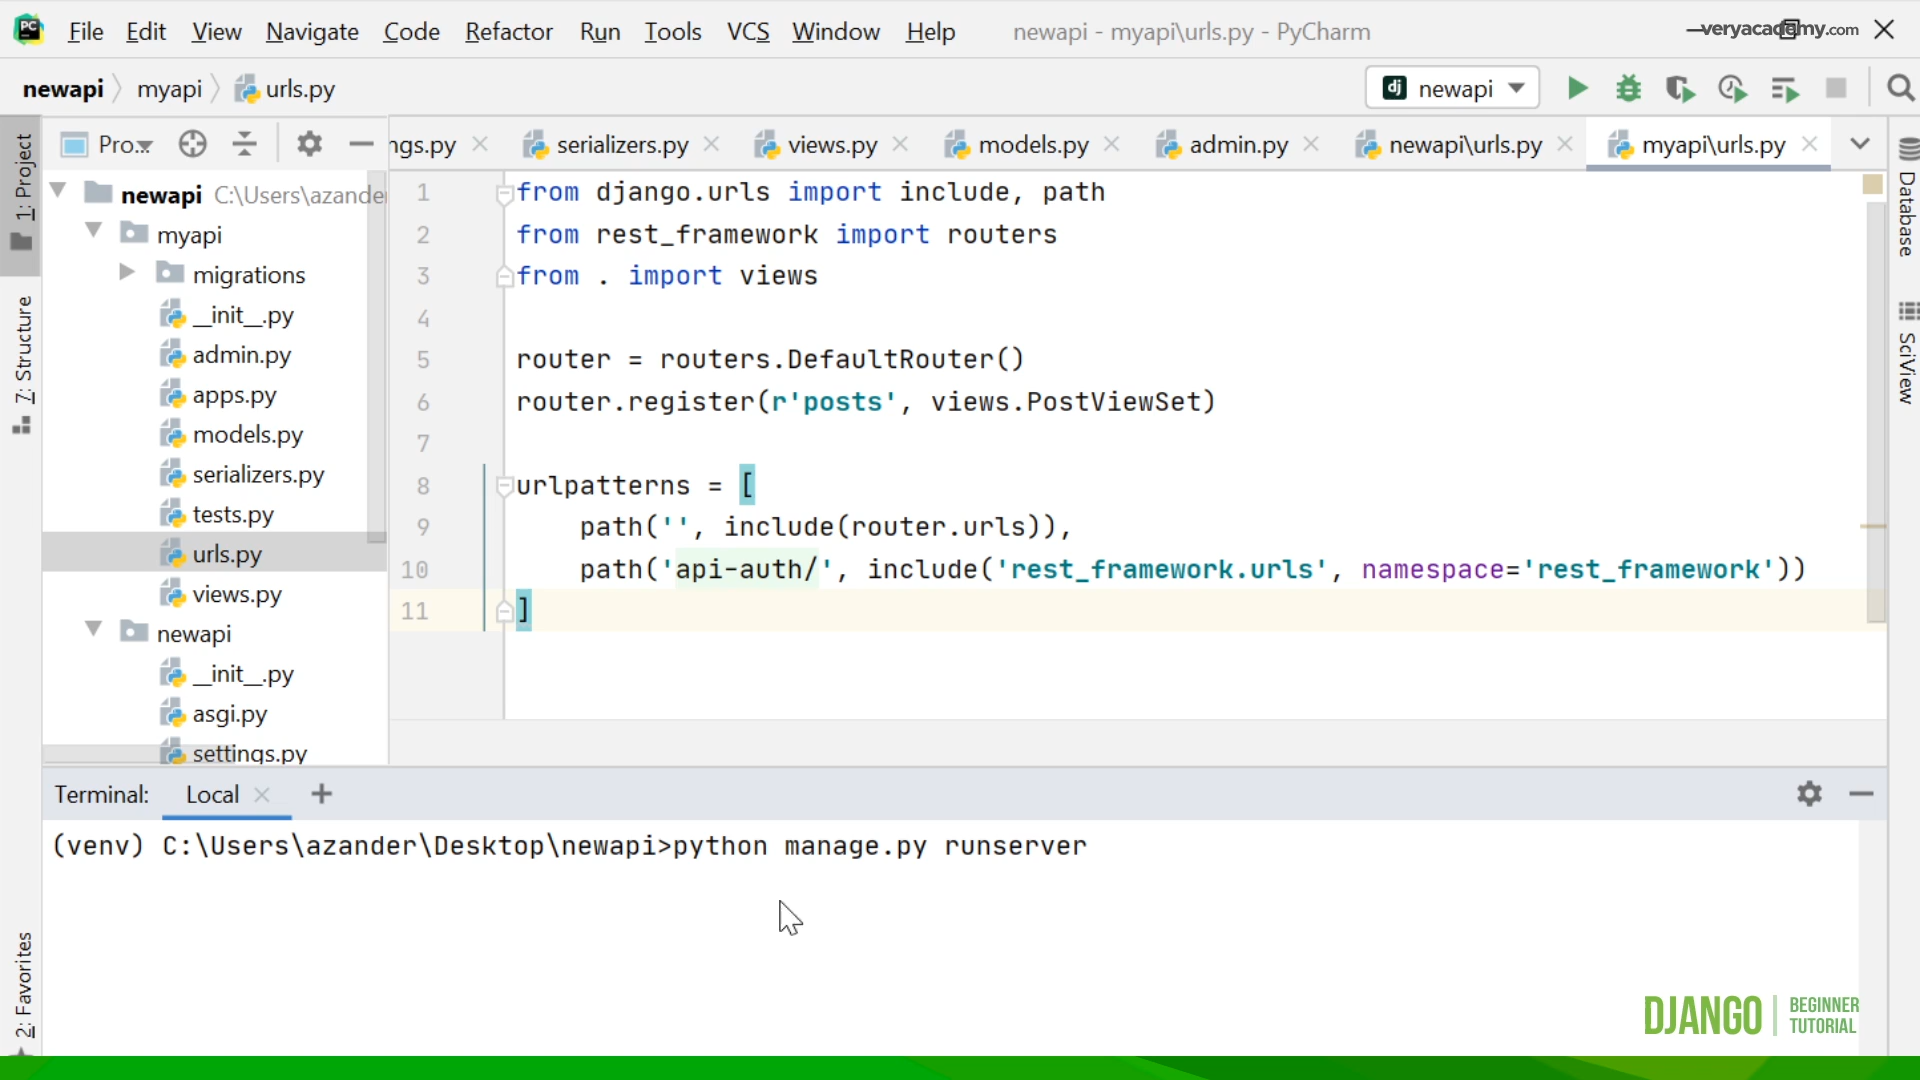 File Edit View Navigate Code Refactor Run Tools VCS Window Help newapi - myapi\urls.py - PyCharm
veryacademy.com
newapi myapi urls.py newapi
Pro... ngs.py serializers.py views.py models.py admin.py newapi\urls.py myapi\urls.py
1: Project
7: Structure
2: Favorites
newapi C:\Users\azande
myapi
migrations
__init__.py
admin.py
apps.py
models.py
serializers.py
tests.py
urls.py
views.py
newapi
__init__.py
asgi.py
settings.py
1 from django.urls import include, path
2 from rest_framework import routers
3 from . import views
4
5 router = routers.DefaultRouter()
6 router.register(r'posts', views.PostViewSet)
7
8 urlpatterns = [
9 path('', include(router.urls)),
10 path('api-auth/', include('rest_framework.urls', namespace='rest_framework'))
11 ]
Database
SciView
Terminal: Local
(venv) C:\Users\azander\Desktop\newapi>python manage.py runserver
DJANGO BEGINNER
TUTORIAL